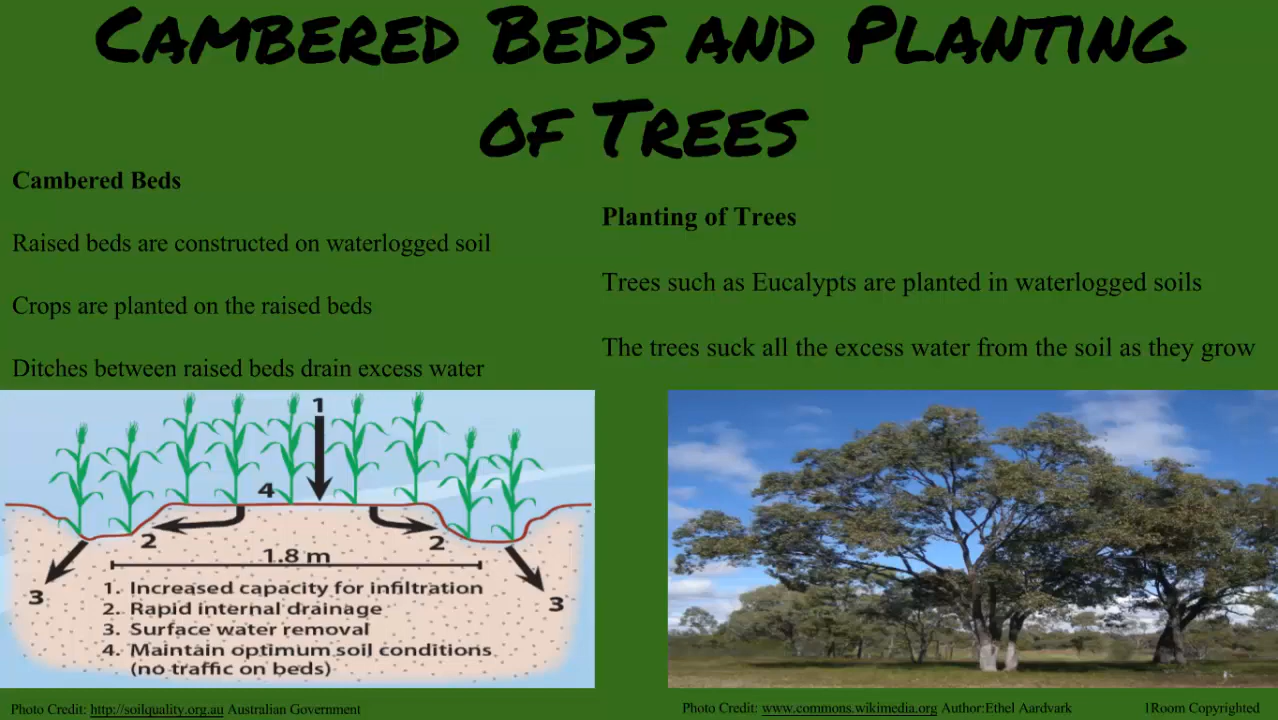 Cambered Beds and Planting
of Trees
Cambered Beds
Raised beds are constructed on waterlogged soil
Crops are planted on the raised beds
Ditches between raised beds drain excess water
Planting of Trees
Trees such as Eucalypts are planted in waterlogged soils
The trees suck all the excess water from the soil as they grow
1
4
2
2
1.8 m
3
3
1. Increased capacity for infiltration
2. Rapid internal drainage
3. Surface water removal
4. Maintain optimum soil conditions
(no traffic on beds)
Photo Credit: http://soilquality.org.au Australian Government
Photo Credit: www.commons.wikimedia.org Author:Ethel Aardvark
1Room Copyrighted